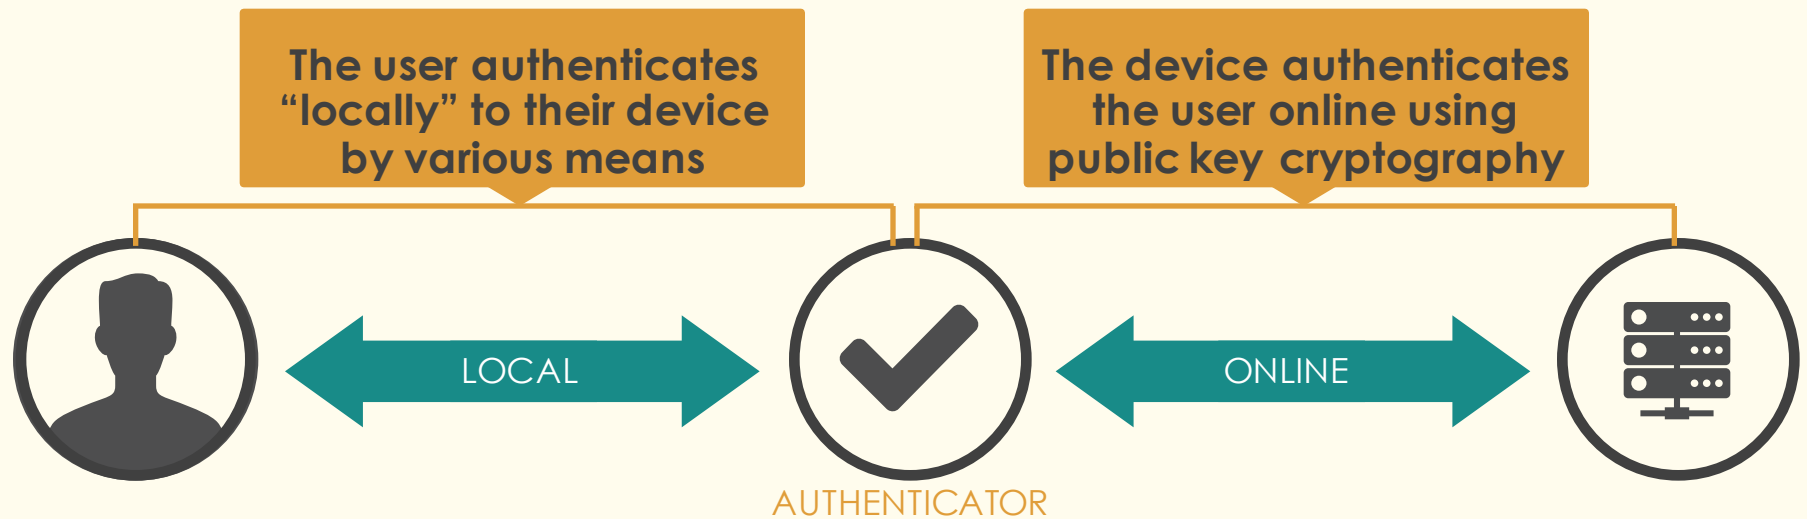 The user authenticates
“locally” to their device
by various means
The device authenticates
the user online using
public key cryptography
LOCAL
ONLINE
AUTHENTICATOR